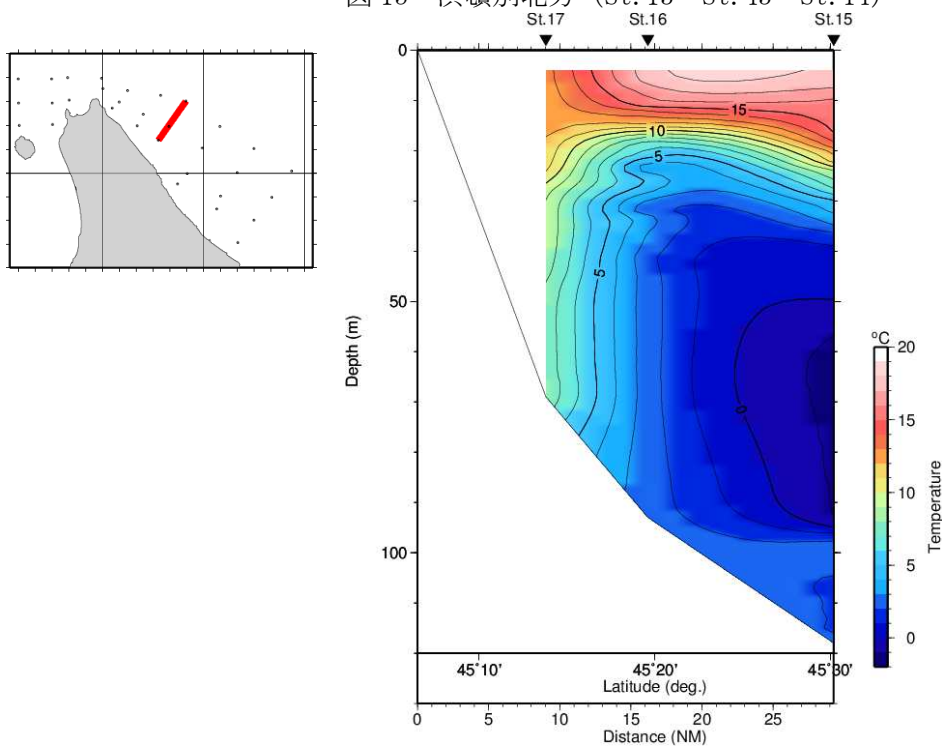 St.17 St.16 St.15
0
50
100
Depth (m)
45°10' 45°20' 45°30'
Latitude (deg.)
0 5 10 15 20 25
Distance (NM)
15
10
5
5
0
°C
20
15
10
5
0
Temperature